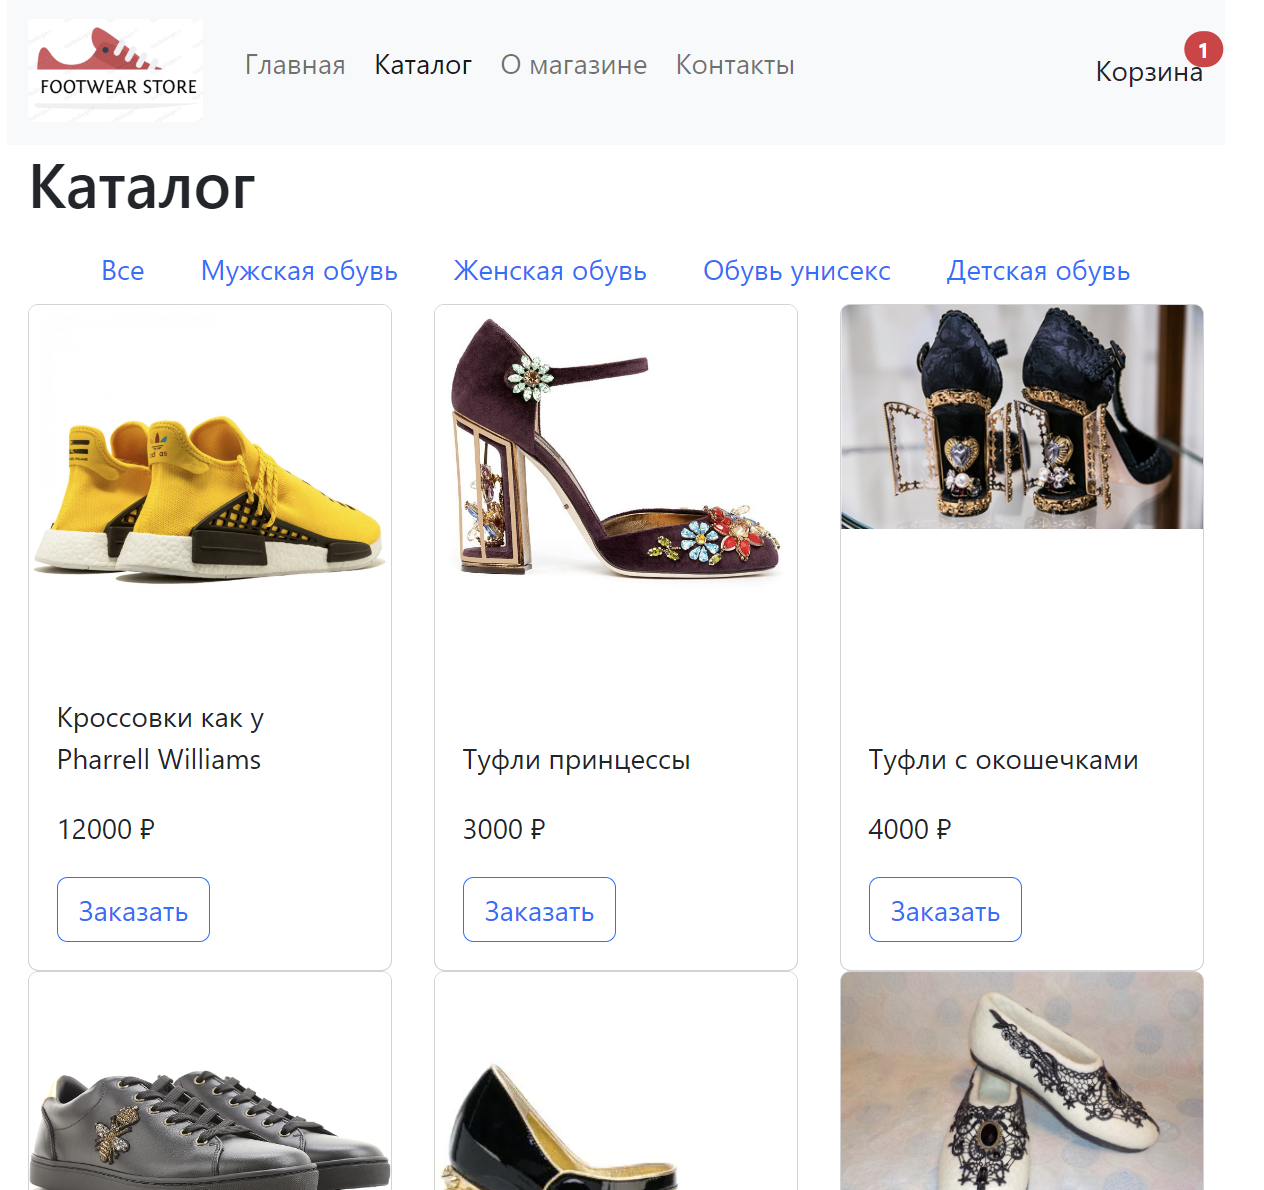 FOOTWEAR STORE
Главная Каталог О магазине Контакты
1
Корзина
Каталог
Все Мужская обувь Женская обувь Обувь унисекс Детская обувь
Кроссовки как у
Pharrell Williams
Туфли принцессы
Туфли с окошечками
12000 ₽
3000 ₽
4000 ₽
Заказать
Заказать
Заказать